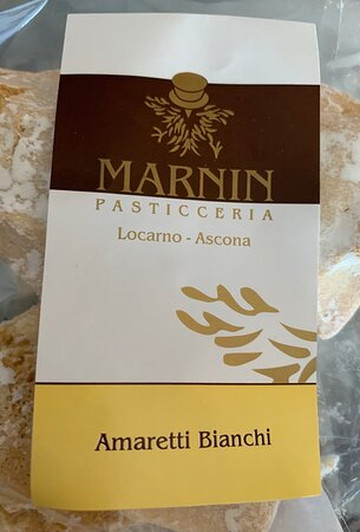 MARNIN
PASTICCERIA
Locarno - Ascona
Amaretti Bianchi